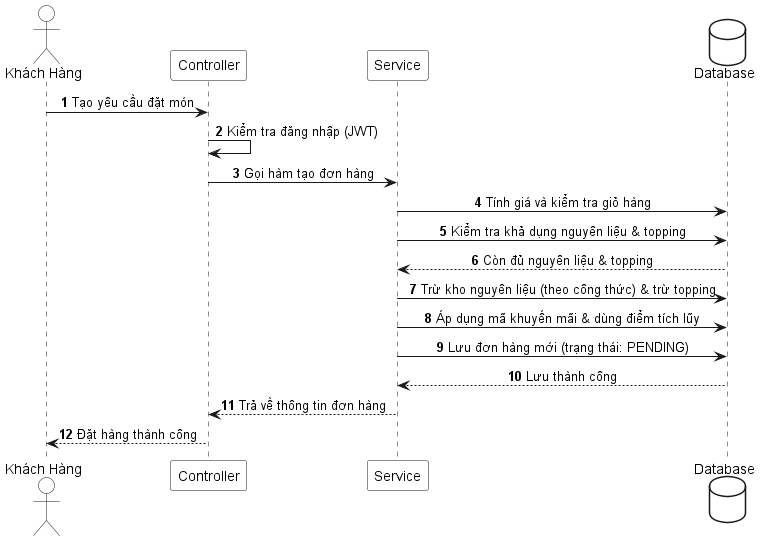 Khách Hàng
Controller
Service
Database
1 Tạo yêu cầu đặt món
2 Kiểm tra đăng nhập (JWT)
3 Gọi hàm tạo đơn hàng
4 Tính giá và kiểm tra giỏ hàng
5 Kiểm tra khả dụng nguyên liệu & topping
6 Còn đủ nguyên liệu & topping
7 Trừ kho nguyên liệu (theo công thức) & trừ topping
8 Áp dụng mã khuyến mãi & dùng điểm tích lũy
9 Lưu đơn hàng mới (trạng thái: PENDING)
10 Lưu thành công
11 Trả về thông tin đơn hàng
12 Đặt hàng thành công
Khách Hàng
Controller
Service
Database